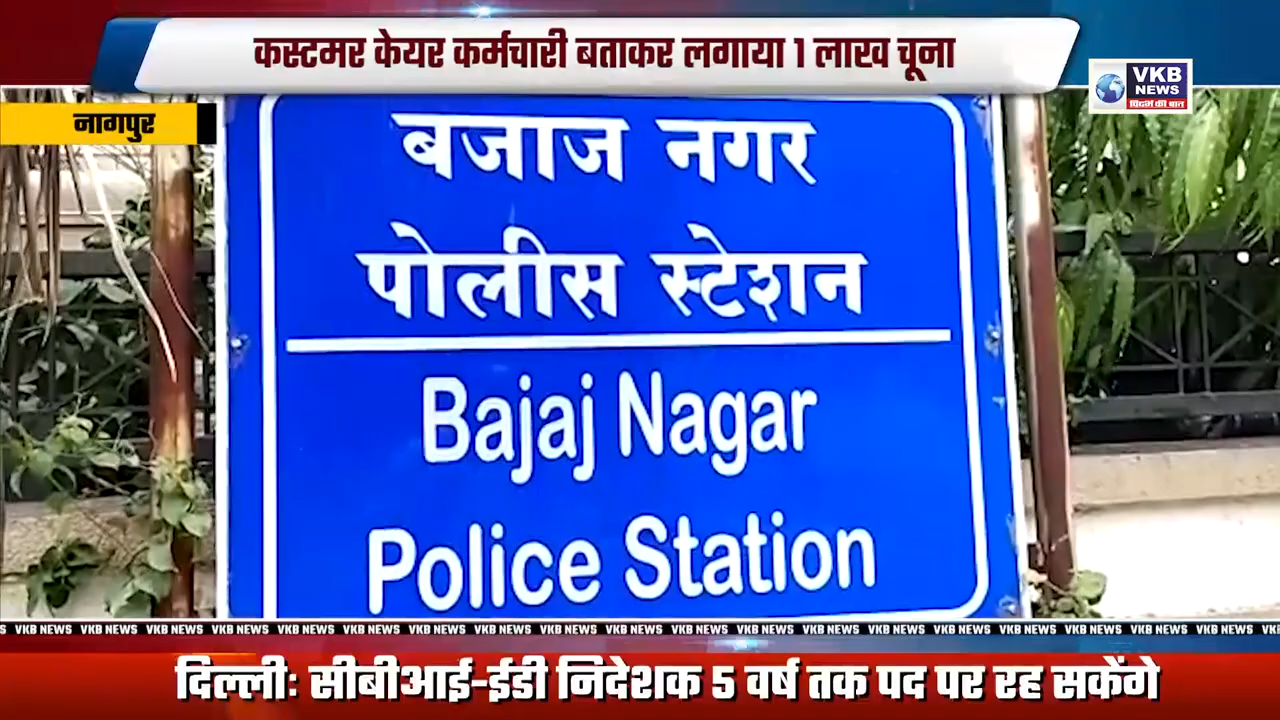 कस्टमर केयर कर्मचारी बताकर लगाया 1 लाख चूना
VKB
NEWS
विदर्भ की बात
नागपुर
बजाज नगर
पोलीस स्टेशन
Bajaj Nagar
Police Station
S VKB NEWS VKB NEWS VKB NEWS VKB NEWS VKB NEWS VKB NEWS VKB NEWS VKB NEWS VKB NEWS VKB NEWS VKB NEWS VKB NEWS VKB NEWS VKB NEWS VKB NEWS VKB NEWS VKB NEWS VKB NEWS VKB NEWS VKB
दिल्लीः सीबीआई-ईडी निदेशक 5 वर्ष तक पद पर रह सकेंगे